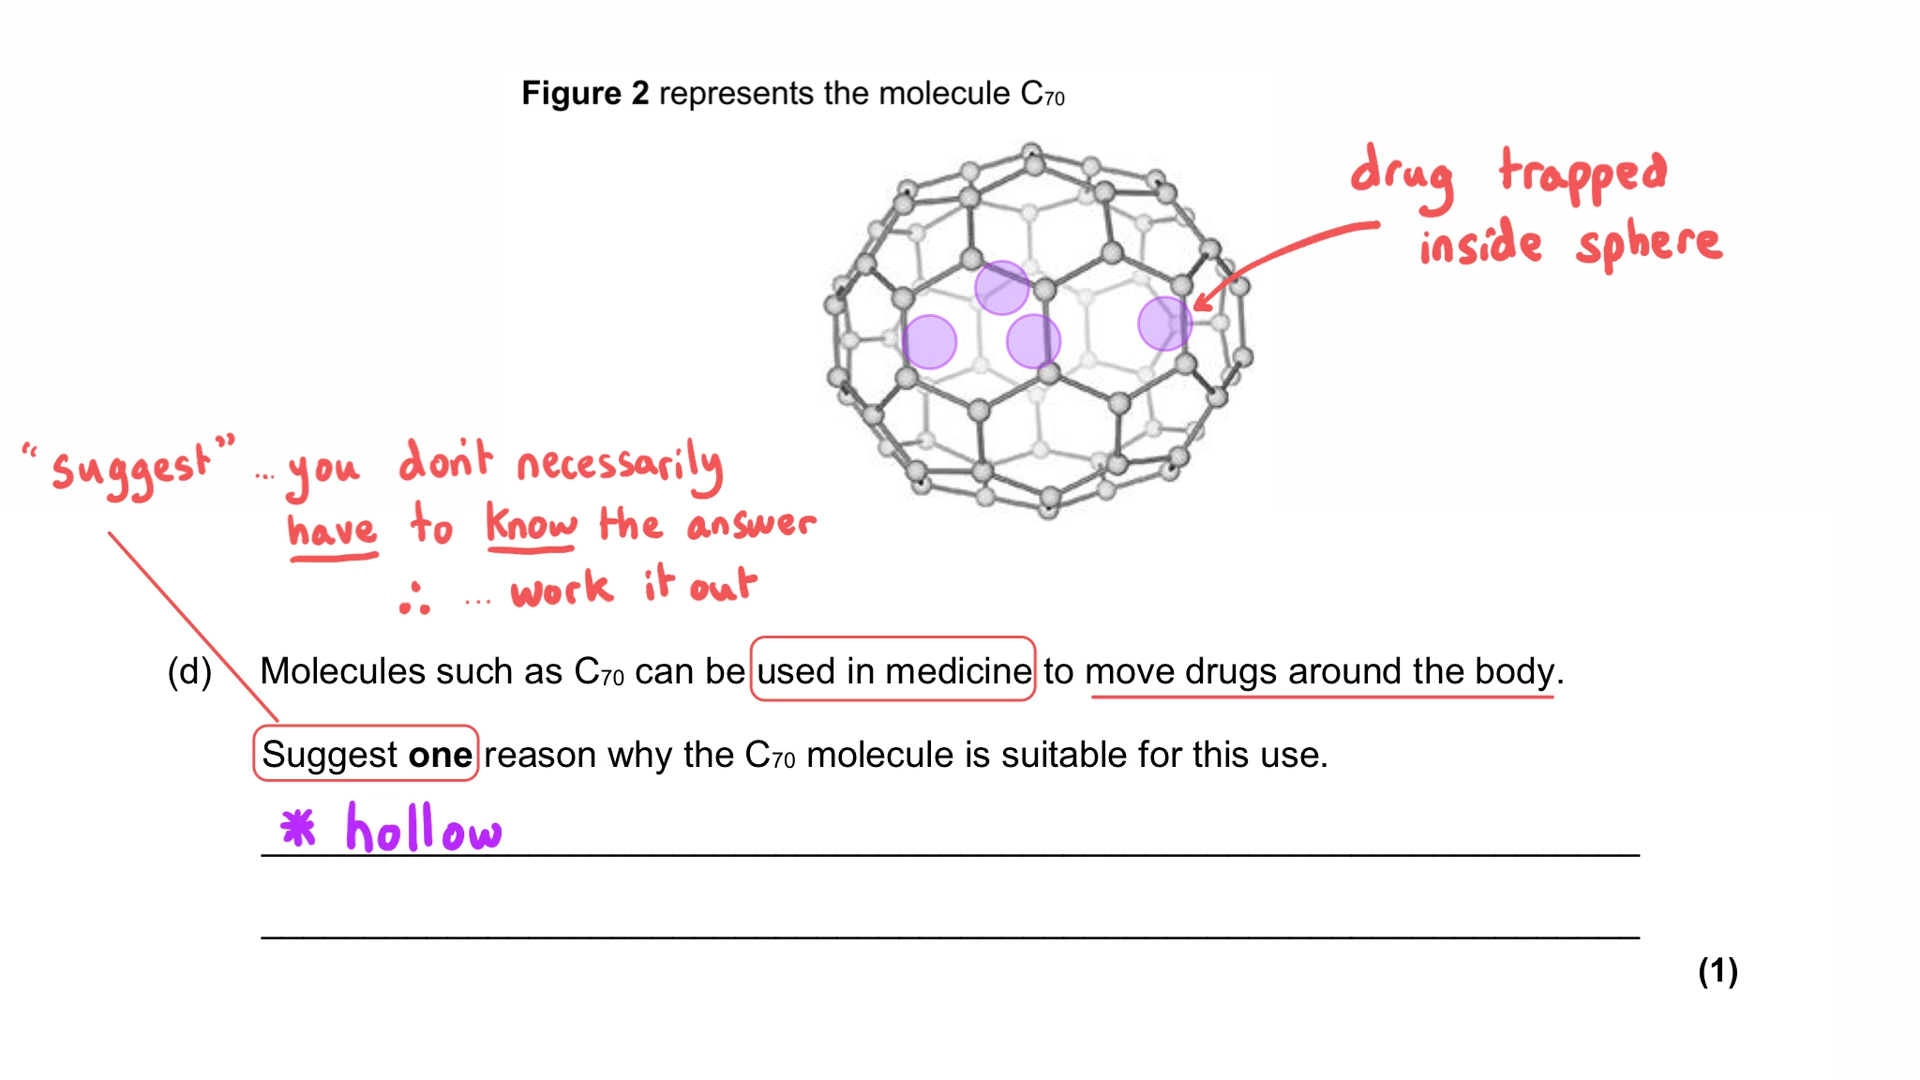 Figure 2 represents the molecule C₇₀
drug trapped
inside sphere
"suggest" ... you don't necessarily
have to know the answer
∴ ... work it out
(d) Molecules such as C₇₀ can be used in medicine to move drugs around the body.
Suggest one reason why the C₇₀ molecule is suitable for this use.
* hollow
(1)